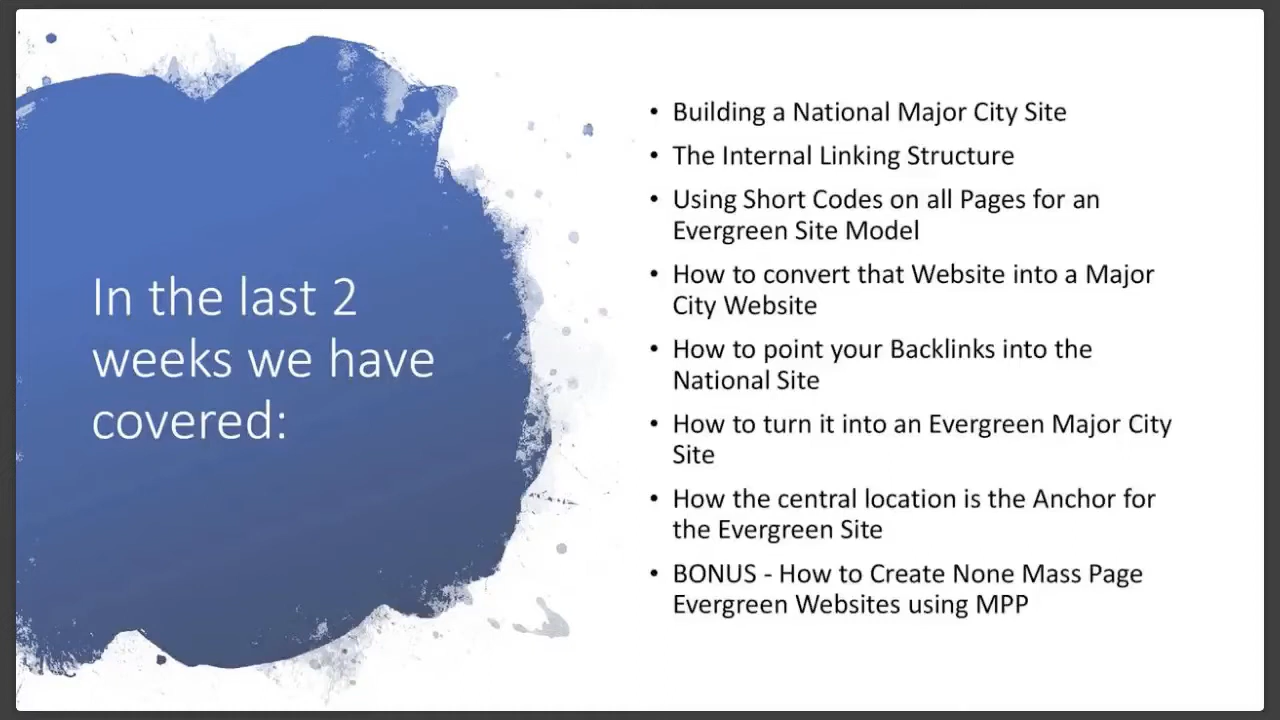 In the last 2
weeks we have
covered:
• Building a National Major City Site
• The Internal Linking Structure
• Using Short Codes on all Pages for an
Evergreen Site Model
• How to convert that Website into a Major
City Website
• How to point your Backlinks into the
National Site
• How to turn it into an Evergreen Major City
Site
• How the central location is the Anchor for
the Evergreen Site
• BONUS - How to Create None Mass Page
Evergreen Websites using MPP